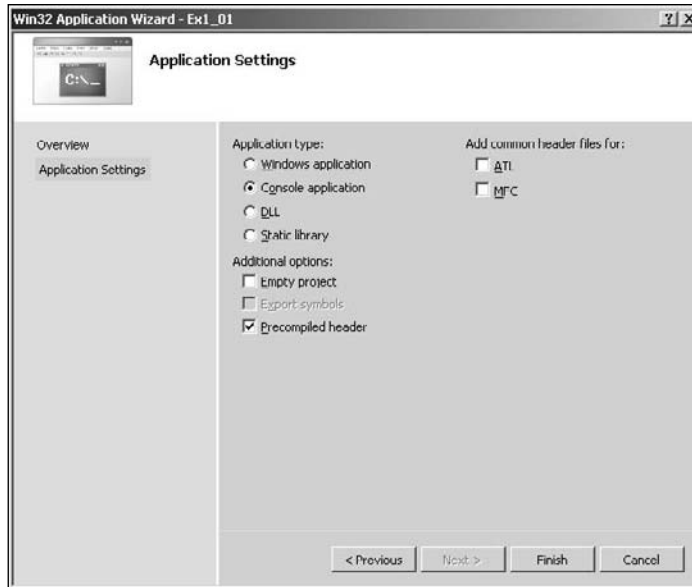 Win32 Application Wizard - Ex1_01
? X
C:\_
Application Settings
Overview
Application Settings
Application type:
Windows application
Console application
DLL
Static library
Additional options:
Empty project
Export symbols
Precompiled header
Add common header files for:
ATL
MFC
< Previous
Next >
Finish
Cancel